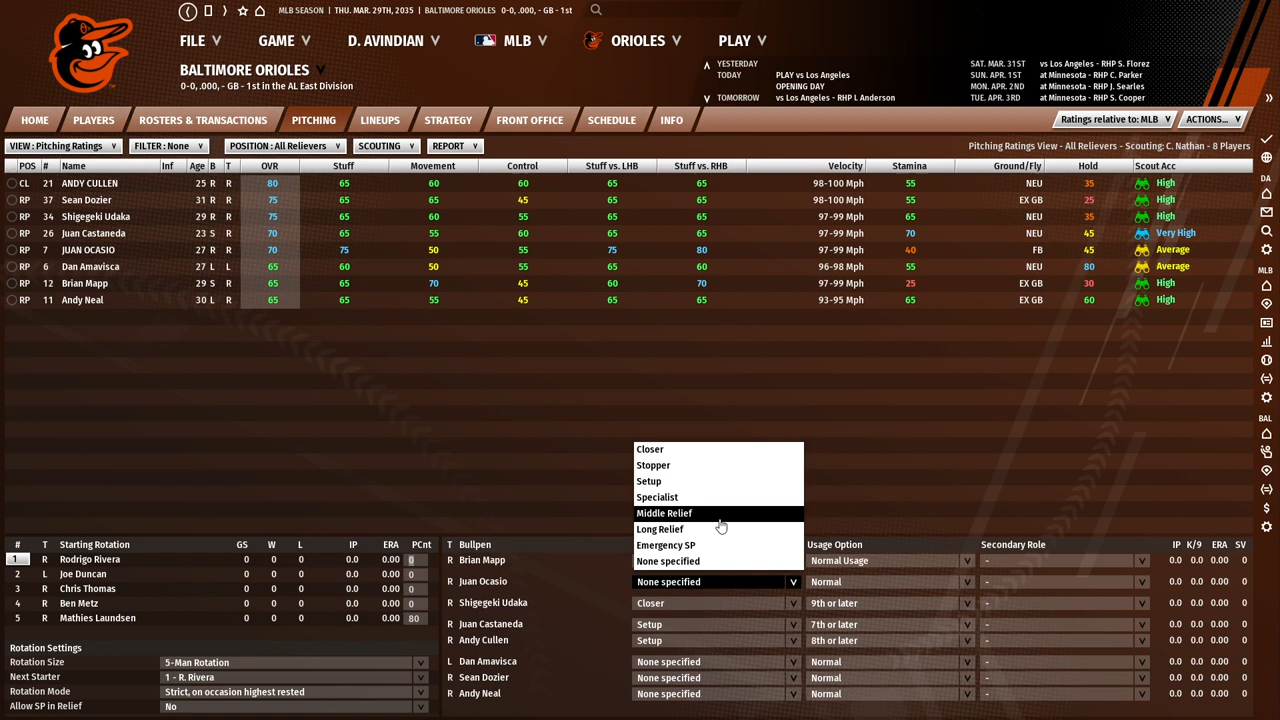 MLB SEASON | THU. MAR. 29TH, 2035 | BALTIMORE ORIOLES 0-0, .000, - GB - 1st
FILE GAME D. AVINDIAN MLB ORIOLES PLAY
BALTIMORE ORIOLES
0-0, .000, - GB - 1st in the AL East Division
YESTERDAY
TODAY PLAY vs Los Angeles
OPENING DAY
TOMORROW vs Los Angeles - RHP I. Anderson
SAT. MAR. 31ST vs Los Angeles - RHP S. Florez
SUN. APR. 1ST at Minnesota - RHP C. Parker
MON. APR. 2ND at Minnesota - RHP J. Searles
TUE. APR. 3RD at Minnesota - RHP S. Cooper
HOME PLAYERS ROSTERS & TRANSACTIONS PITCHING LINEUPS STRATEGY FRONT OFFICE SCHEDULE INFO Ratings relative to: MLB ACTIONS...
VIEW : Pitching Ratings FILTER : None POSITION : All Relievers SCOUTING REPORT Pitching Ratings View - All Relievers - Scouting: C. Nathan - 8 Players
POS # Name Inf Age B T OVR Stuff Movement Control Stuff vs. LHB Stuff vs. RHB Velocity Stamina Ground/Fly Hold Scout Acc
CL 21 ANDY CULLEN 25 R R 80 65 60 60 65 65 98-100 Mph 55 NEU 35 High
RP 37 Sean Dozier 31 R R 75 65 60 45 65 65 98-100 Mph 55 EX GB 25 High
RP 34 Shigegeki Udaka 29 R R 75 65 60 55 65 65 97-99 Mph 65 NEU 35 High
RP 26 Juan Castaneda 23 S R 70 65 55 60 65 65 97-99 Mph 70 NEU 45 Very High
RP 7 JUAN OCASIO 27 R R 70 75 50 55 75 80 97-99 Mph 40 FB 45 Average
RP 6 Dan Amavisca 27 L L 65 60 50 55 65 60 96-98 Mph 55 NEU 80 Average
RP 12 Brian Mapp 29 S R 65 65 70 45 60 70 97-99 Mph 25 EX GB 30 High
RP 11 Andy Neal 30 L R 65 65 55 45 65 65 93-95 Mph 65 EX GB 60 High
DA
MLB
BAL
Closer
Stopper
Setup
Specialist
Middle Relief
Long Relief
Emergency SP
None specified
# T Starting Rotation GS W L IP ERA PCnt
1 R Rodrigo Rivera 0 0 0 0.0 0.00 0
2 L Joe Duncan 0 0 0 0.0 0.00 0
3 R Chris Thomas 0 0 0 0.0 0.00 0
4 R Ben Metz 0 0 0 0.0 0.00 0
5 R Mathies Laundsen 0 0 0 0.0 0.00 80
Rotation Settings
Rotation Size 5-Man Rotation
Next Starter 1 - R. Rivera
Rotation Mode Strict, on occasion highest rested
Allow SP in Relief No
T Bullpen Usage Option Secondary Role IP K/9 ERA SV
R Brian Mapp Normal Usage - 0.0 0.0 0.00 0
R Juan Ocasio None specified Normal - 0.0 0.0 0.00 0
R Shigegeki Udaka Closer 9th or later - 0.0 0.0 0.00 0
R Juan Castaneda Setup 7th or later - 0.0 0.0 0.00 0
R Andy Cullen Setup 8th or later - 0.0 0.0 0.00 0
L Dan Amavisca None specified Normal - 0.0 0.0 0.00 0
R Sean Dozier None specified Normal - 0.0 0.0 0.00 0
R Andy Neal None specified Normal - 0.0 0.0 0.00 0